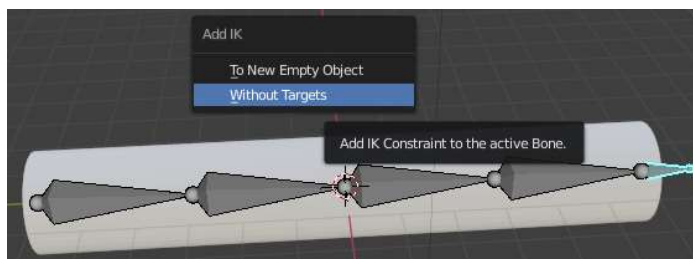 Add IK
To New Empty Object
Without Targets
Add IK Constraint to the active Bone.